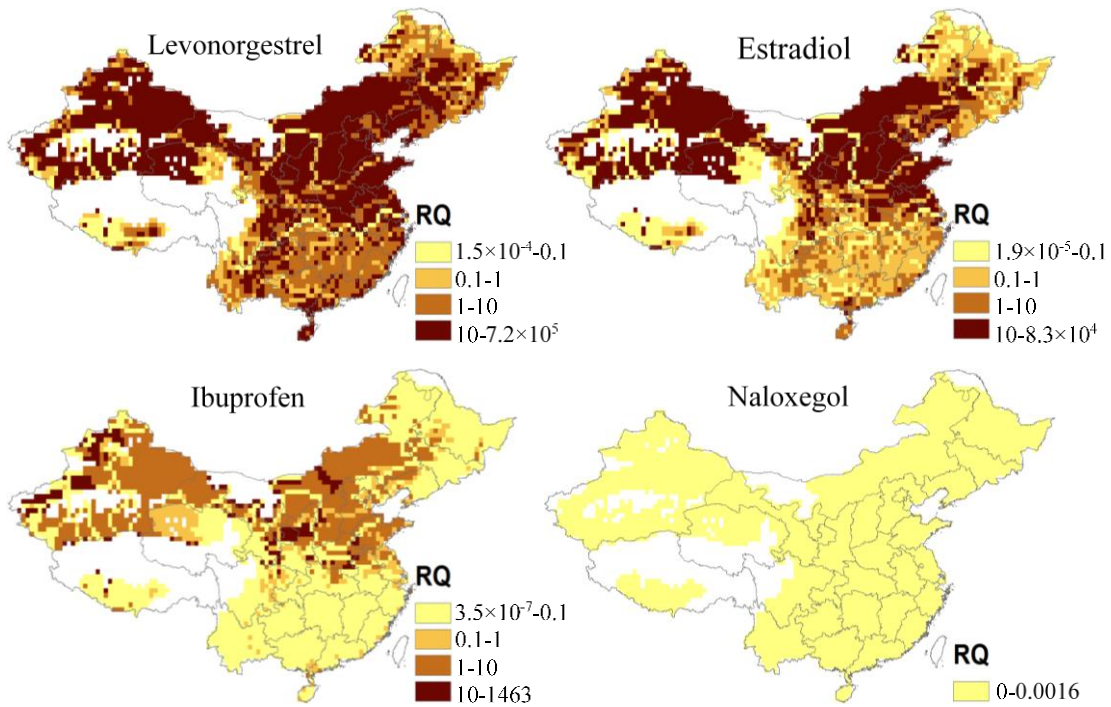 Levonorgestrel
RQ
1.5×10⁻⁴-0.1
0.1-1
1-10
10-7.2×10⁵
Estradiol
RQ
1.9×10⁻⁵-0.1
0.1-1
1-10
10-8.3×10⁴
Ibuprofen
RQ
3.5×10⁻⁷-0.1
0.1-1
1-10
10-1463
Naloxegol
RQ
0-0.0016